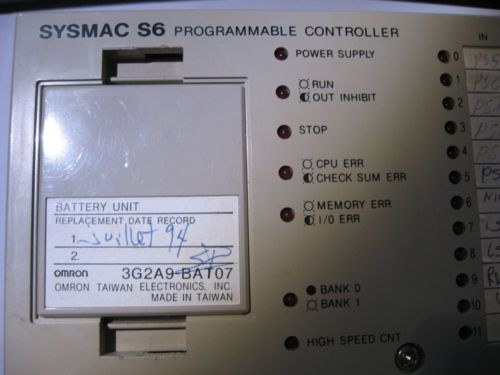 SYSMAC S6 PROGRAMMABLE CONTROLLER
IN
POWER SUPPLY
RUN
OUT INHIBIT
STOP
CPU ERR
CHECK SUM ERR
MEMORY ERR
I/O ERR
BANK 0
BANK 1
HIGH SPEED CNT
0
1
2
3
4
5
6
7
8
9
10
11
BATTERY UNIT
REPLACEMENT DATE RECORD
1. juillet 94
2.
omron 3G2A9-BAT07
OMRON TAIWAN ELECTRONICS, INC.
MADE IN TAIWAN